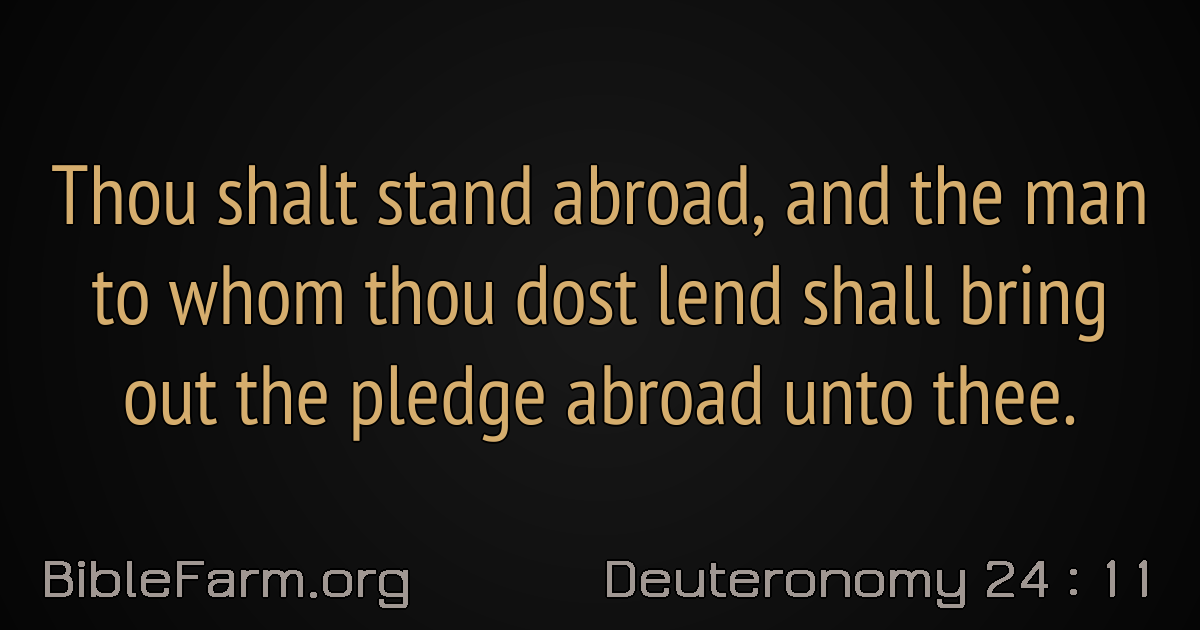 Thou shalt stand abroad, and the man
to whom thou dost lend shall bring
out the pledge abroad unto thee.
BibleFarm.org
Deuteronomy 24 : 11